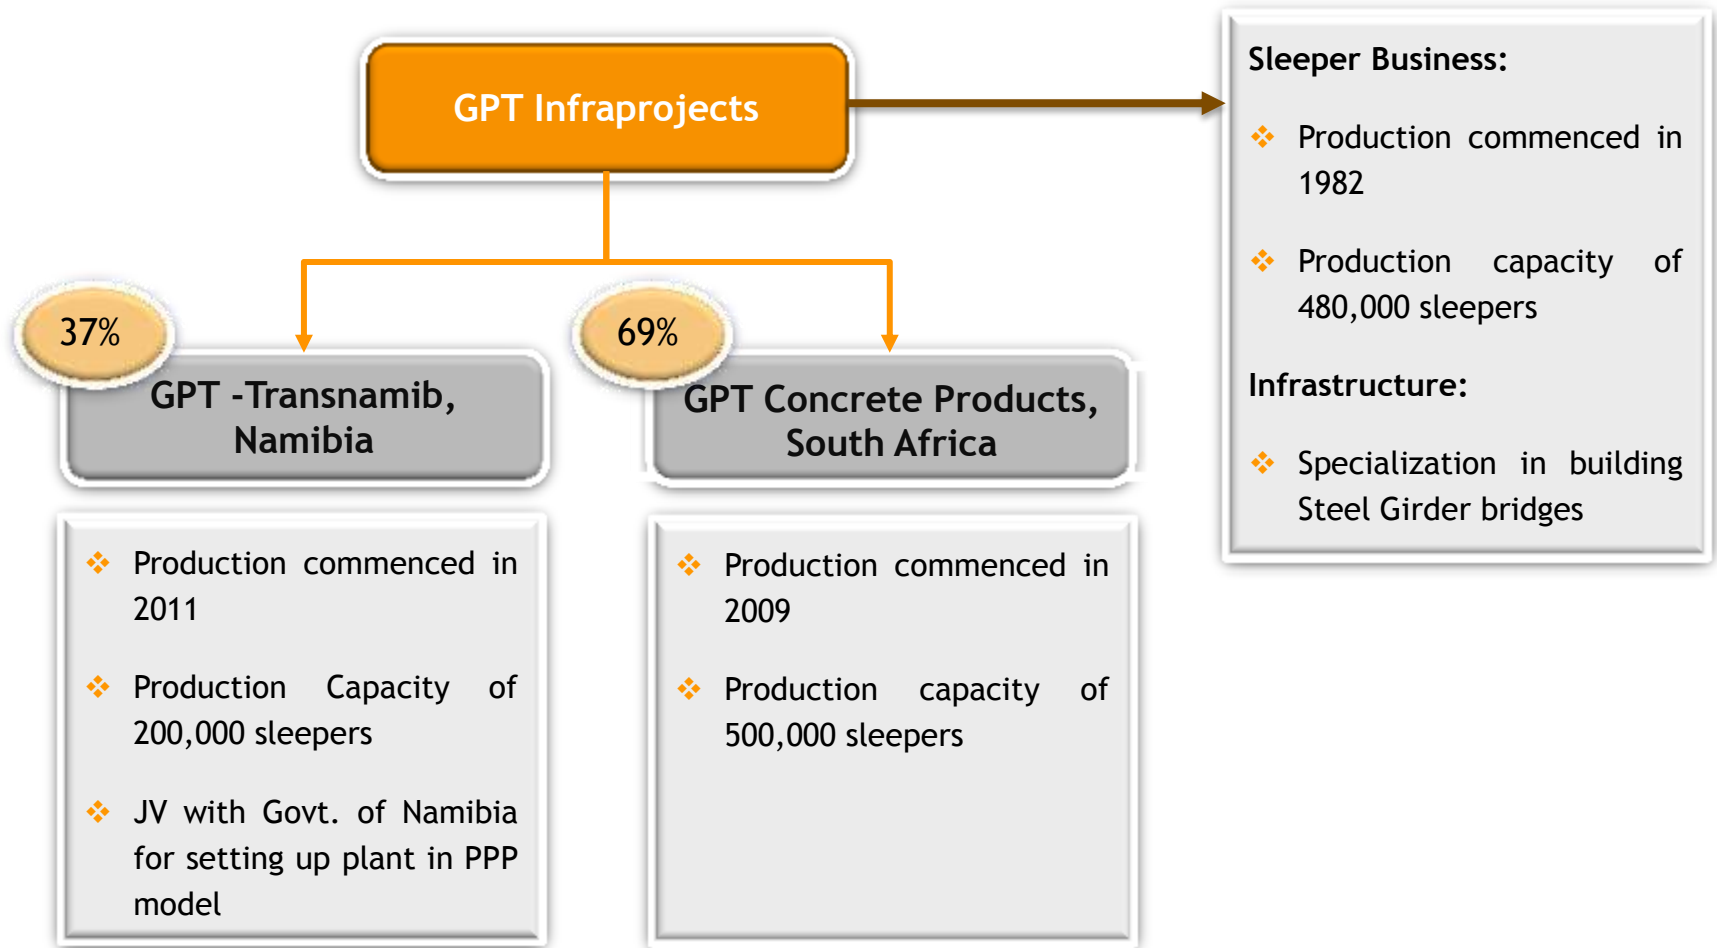 GPT Infraprojects
Sleeper Business:
Production commenced in
1982
Production capacity of
480,000 sleepers
Infrastructure:
Specialization in building
Steel Girder bridges
37%
GPT -Transnamib,
Namibia
Production commenced in
2011
Production Capacity of
200,000 sleepers
JV with Govt. of Namibia
for setting up plant in PPP
model
69%
GPT Concrete Products,
South Africa
Production commenced in
2009
Production capacity of
500,000 sleepers